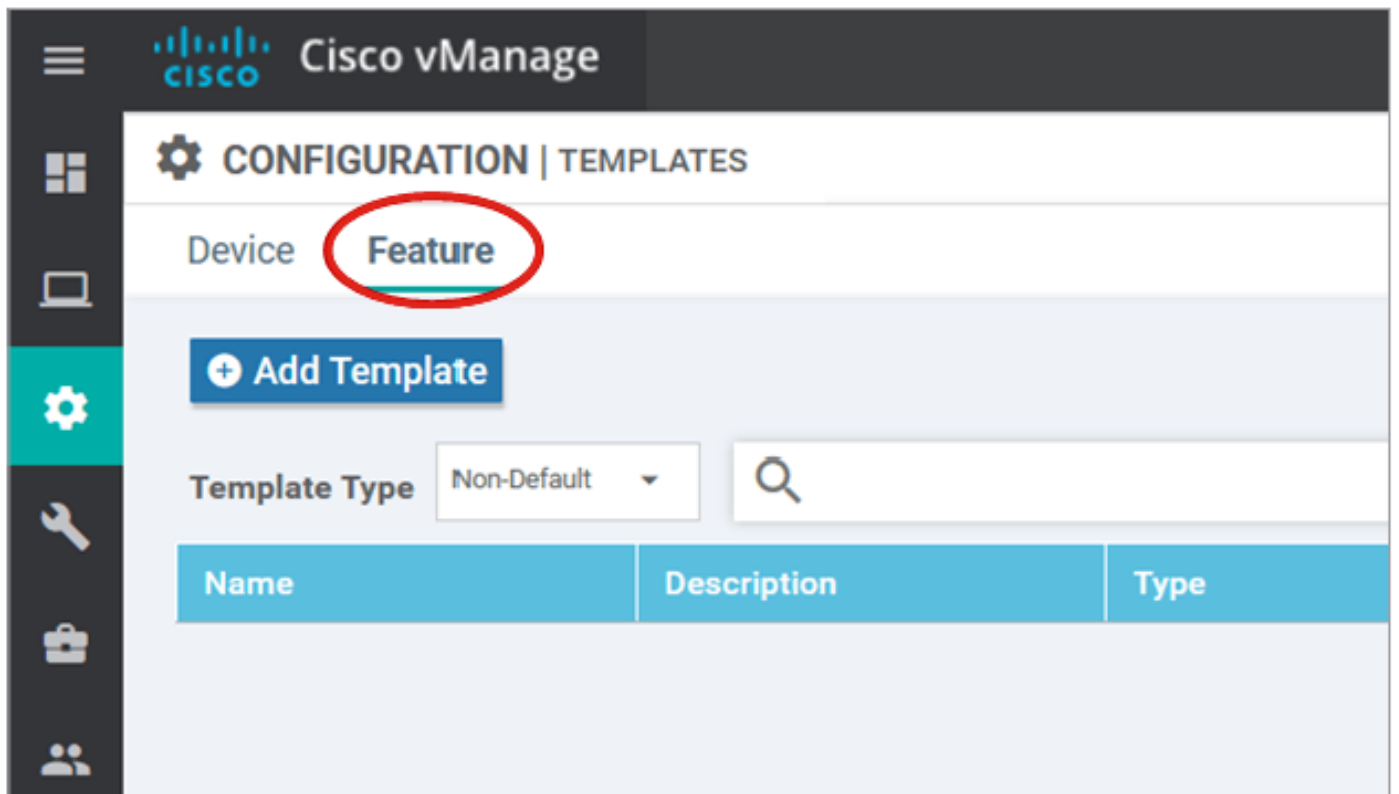 CISCO Cisco vManage
CONFIGURATION | TEMPLATES
Device Feature
Add Template
Template Type Non-Default
Name Description Type